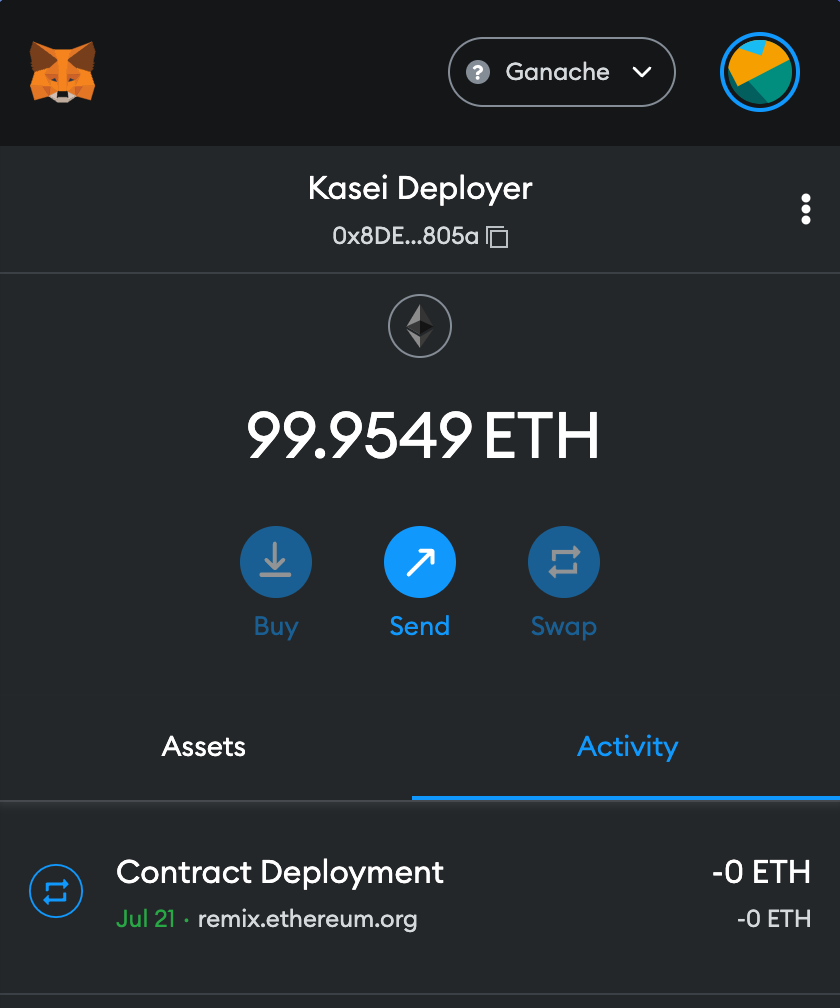 ? Ganache
Kasei Deployer
0x8DE...805a
99.9549 ETH
Buy Send Swap
Assets Activity
Contract Deployment -0 ETH
Jul 21 · remix.ethereum.org -0 ETH